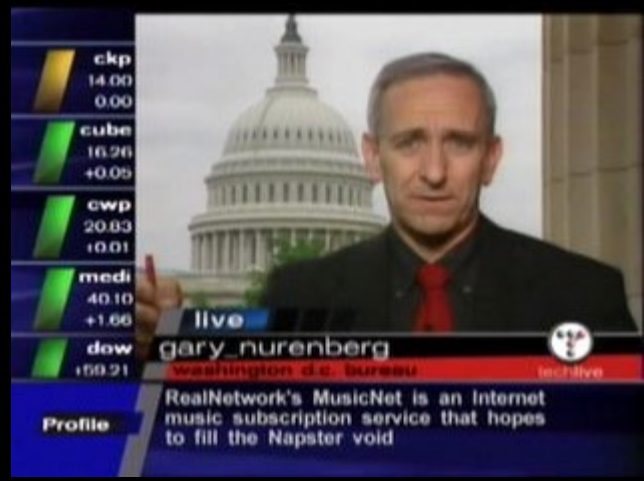 ckp
14.00
0.00
cube
16.26
+0.05
cwp
20.83
+0.01
medi
40.10
+1.66
dow
+59.21
live
gary_nurenberg
washington d.c. bureau
techlive
Profile
RealNetwork's MusicNet is an Internet
music subscription service that hopes
to fill the Napster void